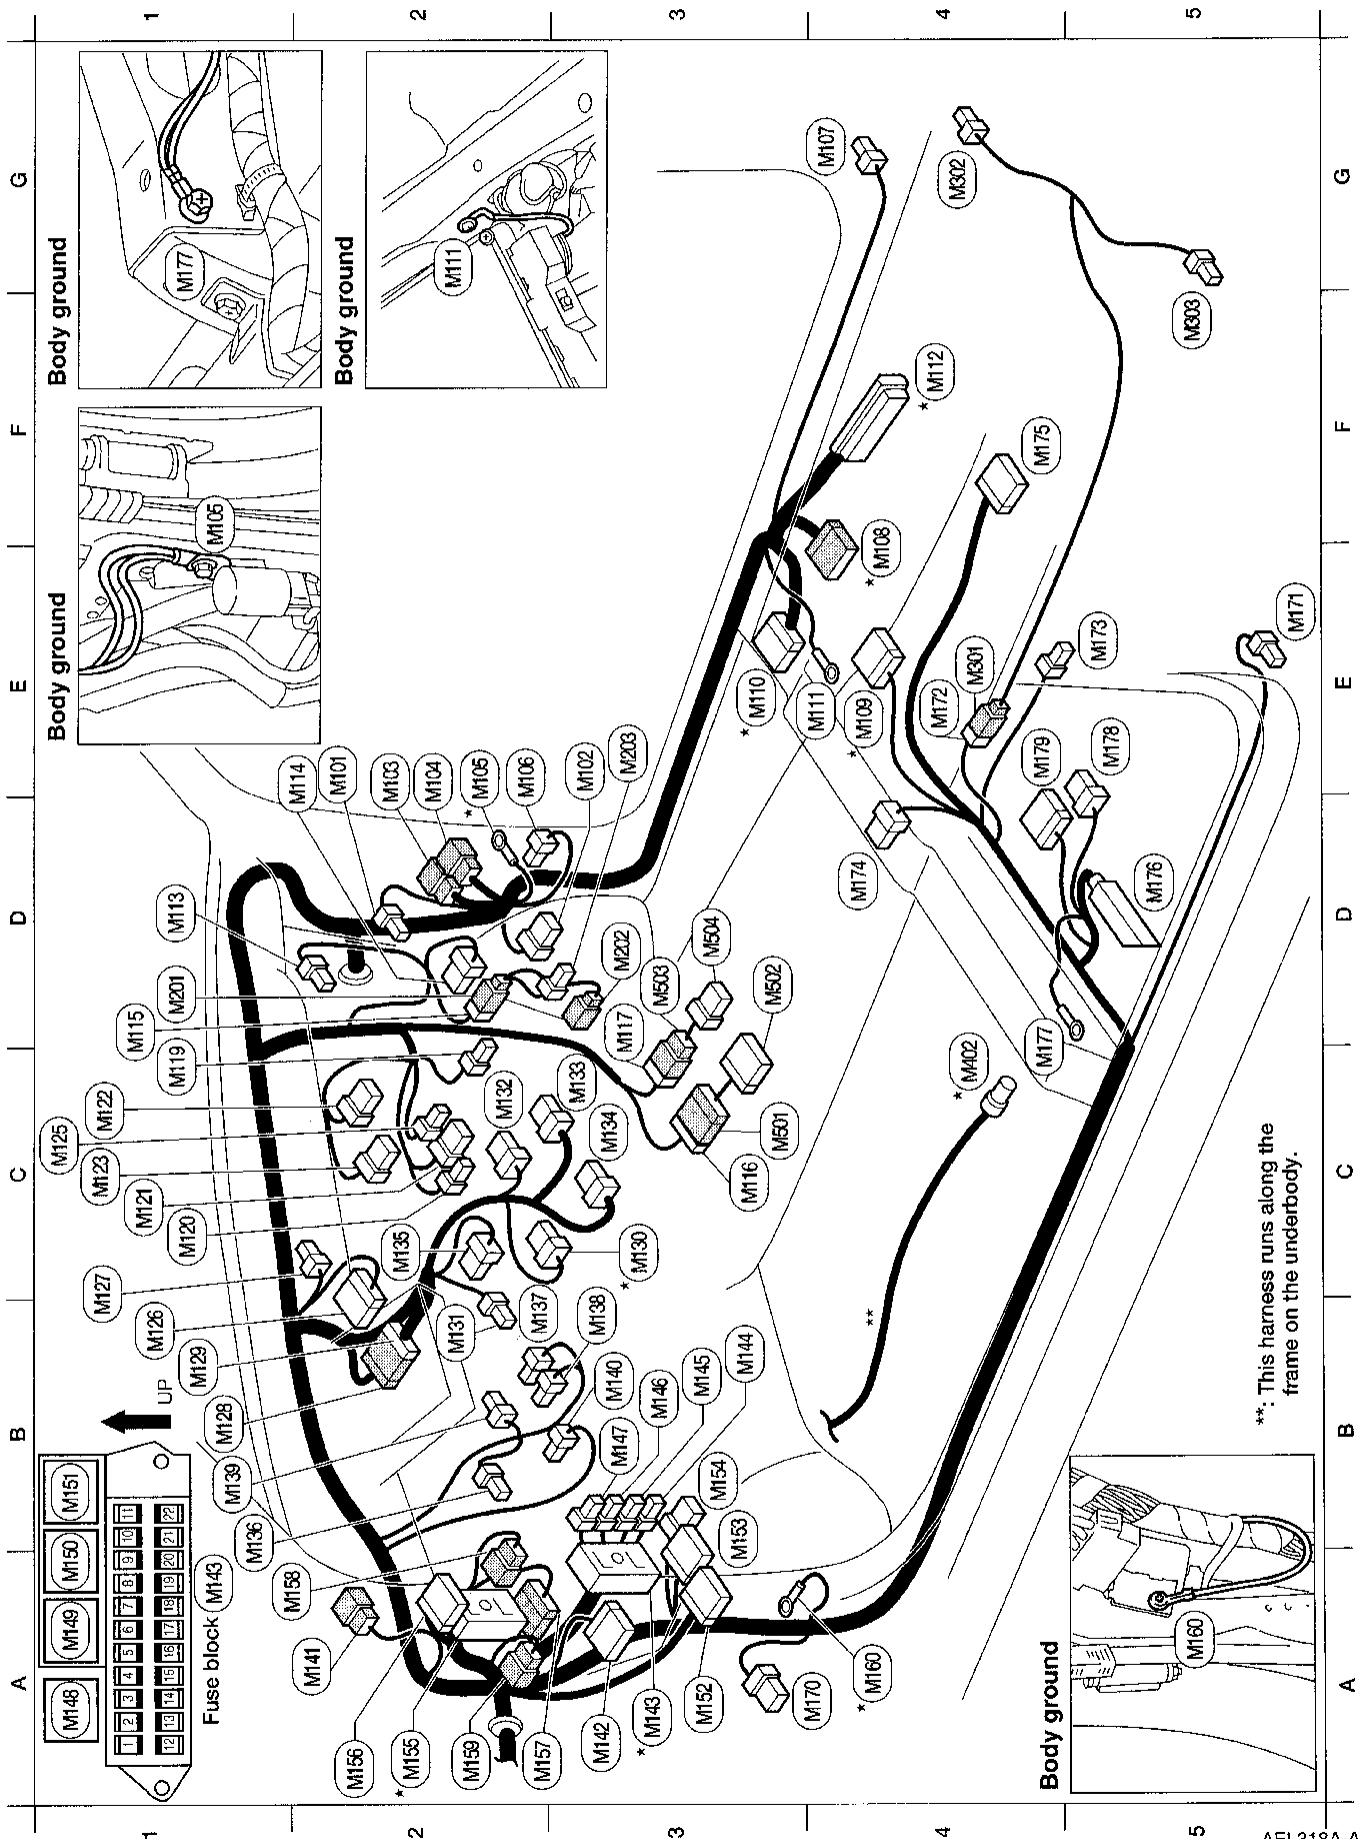 1
2
3
4
5
G
F
E
D
C
B
A
Body ground
M177
Body ground
M111
Body ground
M105
M107
M302
M303
★ M112
M175
★ M108
★ M110
M111
★ M109
M172
M301
M173
M171
M179
M178
M174
M176
M177
M114
M101
M103
M104
★ M105
M106
M102
M203
M113
M201
M115
M119
M202
M503
M504
M117
M502
M122
M125
M123
M121
M120
M132
M133
M134
M501
M116
★ M402
M127
M126
M129
M128
M135
★ M130
M131
M137
M138
M140
M139
M136
M147
M146
M145
M144
M154
M153
M158
M141
M156
★ M155
M159
M157
M142
★ M143
M152
M170
★ M160
**
UP
M148
M149
M150
M151
1 2 3 4 5 6 7 8 9 10 11
12 13 14 15 16 17 18 19 20 21 22
Fuse block M143
Body ground
M160
**: This harness runs along the
frame on the underbody.
1
2
3
5
G
F
E
D
C
B
A